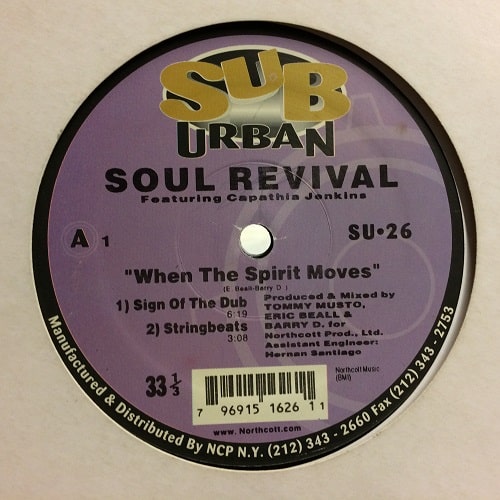 SUB
URBAN
SOUL REVIVAL
Featuring Capathia Jenkins
A 1
SU•26
"When The Spirit Moves"
(E. Beall-Barry D.)
1) Sign Of The Dub
6:19
2) Stringbeats
3:08
Produced & Mixed by
TOMMY MUSTO,
ERIC BEALL &
BARRY D. for
Northcott Prod., Ltd.
Assistant Engineer:
Hernan Santiago
Northcott Music
(BMI)
33 1/3
7 96915 1626 1 1
www. Northcott.com
Manufactured & Distributed By NCP N.Y. (212) 343 - 2660 Fax (212) 343 - 2753